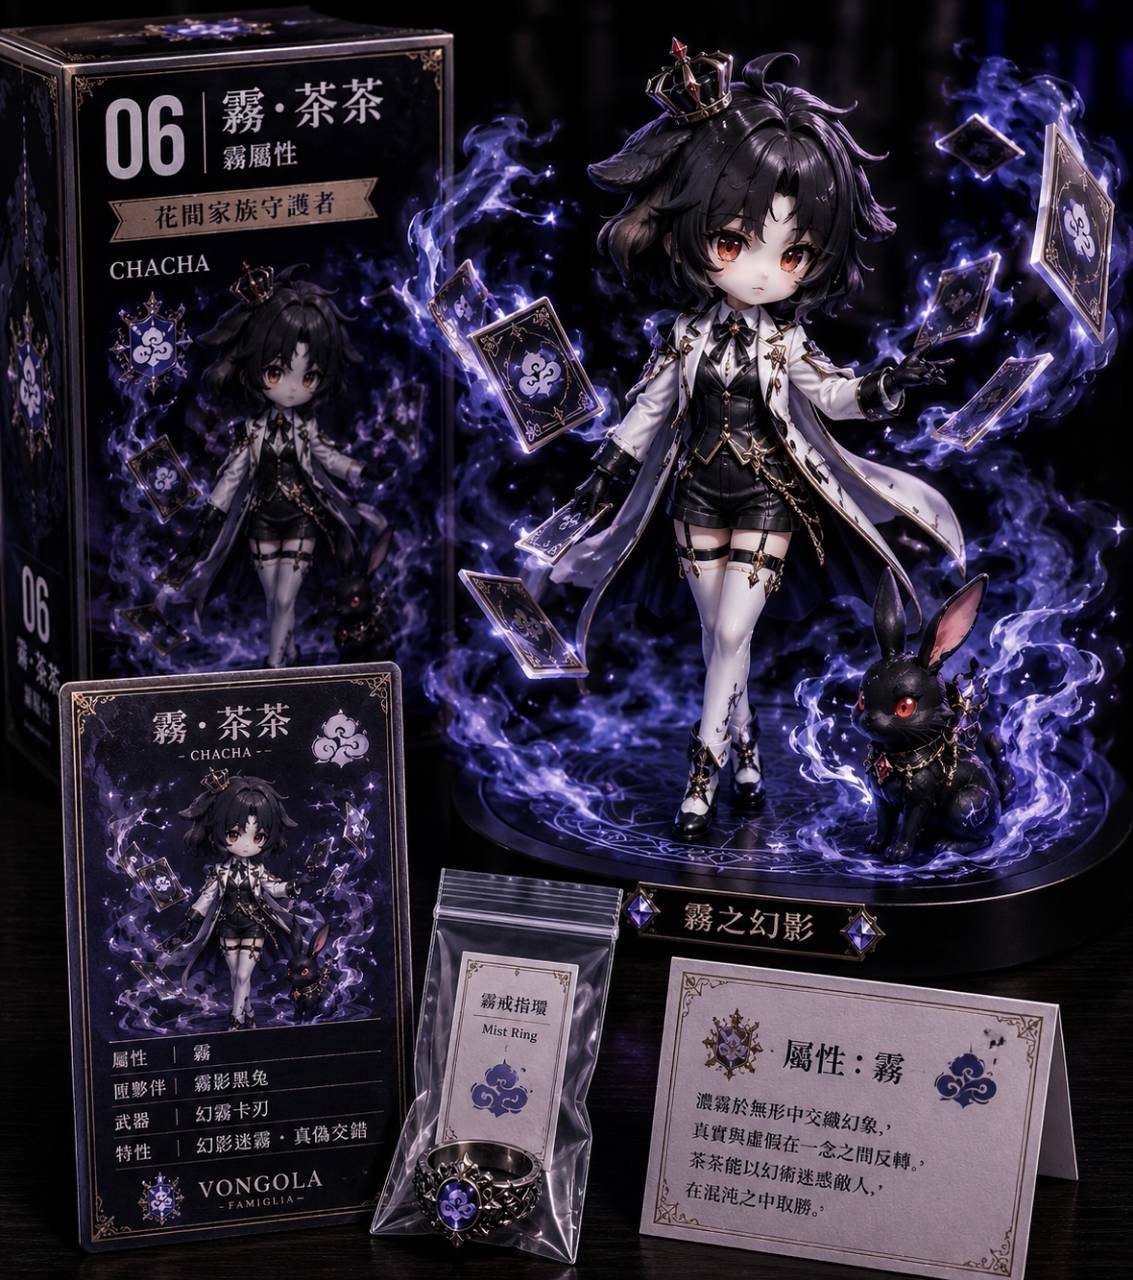 06
霧·茶茶
霧屬性
花間家族守護者
CHACHA
06
霧·茶茶
霧屬性
霧·茶茶
- CHACHA --
屬性 | 霧
匣夥伴 | 霧影黑兔
武器 | 幻霧卡刃
特性 | 幻影迷霧·真偽交錯
VONGOLA
- FAMIGLIA -
霧戒指環
Mist Ring
霧之幻影
屬性：霧
濃霧於無形中交織幻象，
真實與虛假在一念之間反轉。
茶茶能以幻術迷惑敵人，
在混沌之中取勝。